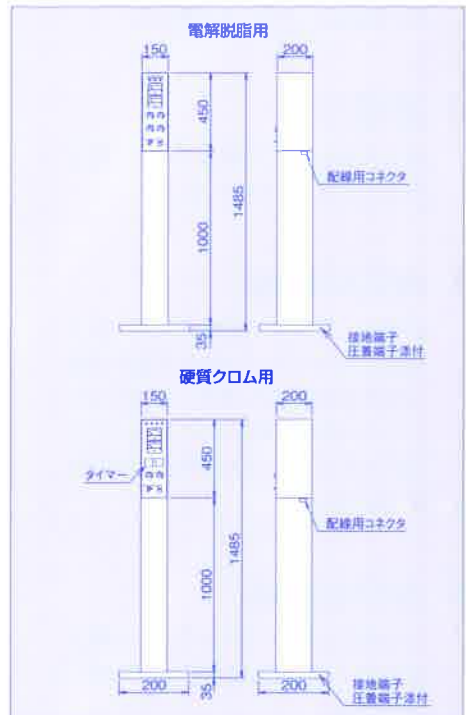 電解脱脂用
150
200
450
1485
配線用コネクタ
1000
35
接地端子
圧着端子添付
硬質クロム用
150
200
タイマー
450
1485
配線用コネクタ
1000
200
35
200
接地端子
圧着端子添付